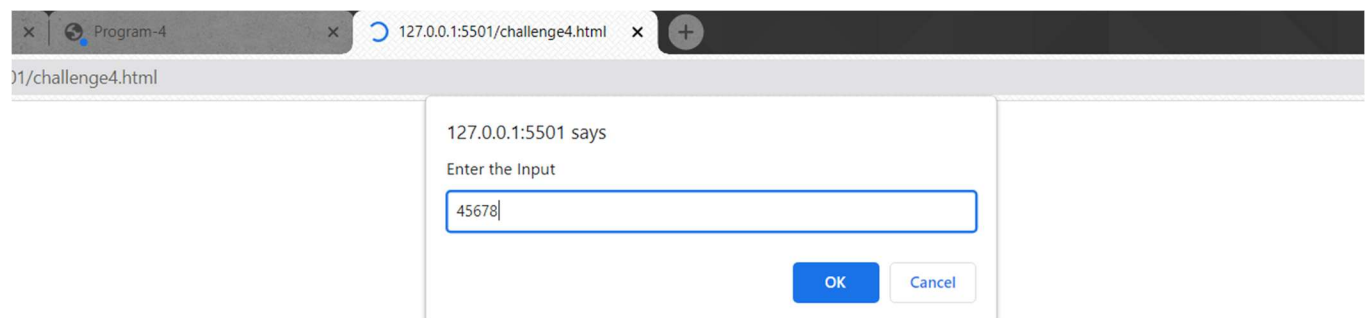 Program-4
127.0.0.1:5501/challenge4.html
01/challenge4.html
127.0.0.1:5501 says
Enter the Input
45678
OK
Cancel